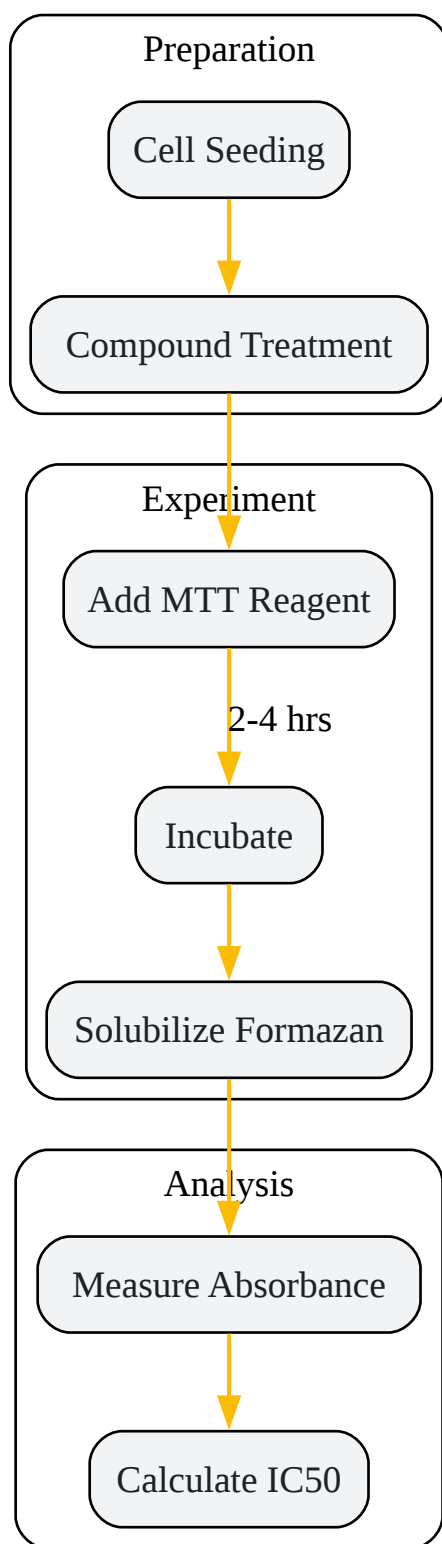 Preparation
Cell Seeding
Compound Treatment
Experiment
Add MTT Reagent
2-4 hrs
Incubate
Solubilize Formazan
Analysis
Measure Absorbance
Calculate IC50